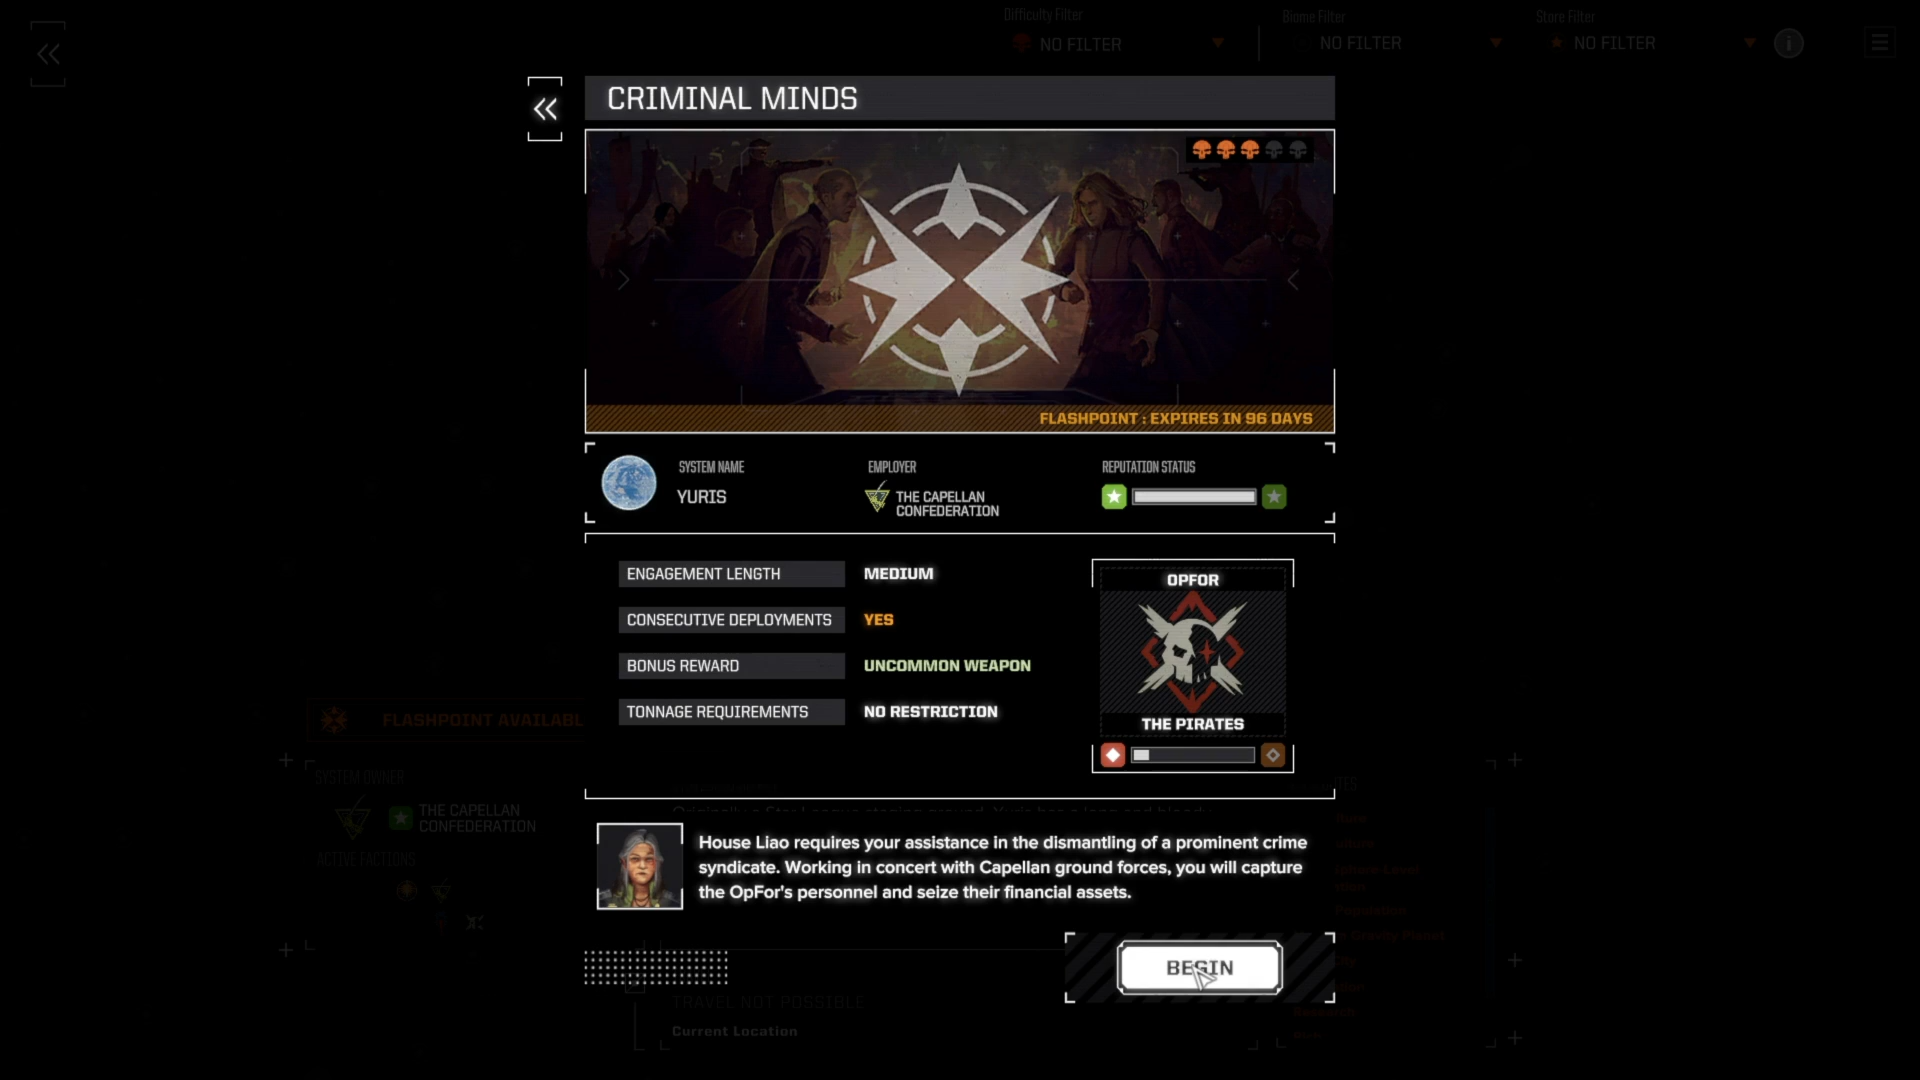 Difficulty Filter
NO FILTER
Biome Filter
NO FILTER
Store Filter
NO FILTER
CRIMINAL MINDS
FLASHPOINT : EXPIRES IN 96 DAYS
SYSTEM NAME
YURIS
EMPLOYER
THE CAPELLAN
CONFEDERATION
REPUTATION STATUS
ENGAGEMENT LENGTH
MEDIUM
CONSECUTIVE DEPLOYMENTS
YES
BONUS REWARD
UNCOMMON WEAPON
TONNAGE REQUIREMENTS
NO RESTRICTION
OPFOR
THE PIRATES
FLASHPOINT AVAILABL
SYSTEM OWNER
THE CAPELLAN
CONFEDERATION
ACTIVE FACTIONS
House Liao requires your assistance in the dismantling of a prominent crime
syndicate. Working in concert with Capellan ground forces, you will capture
the OpFor's personnel and seize their financial assets.
BEGIN
TRAVEL NOT POSSIBLE
Current Location